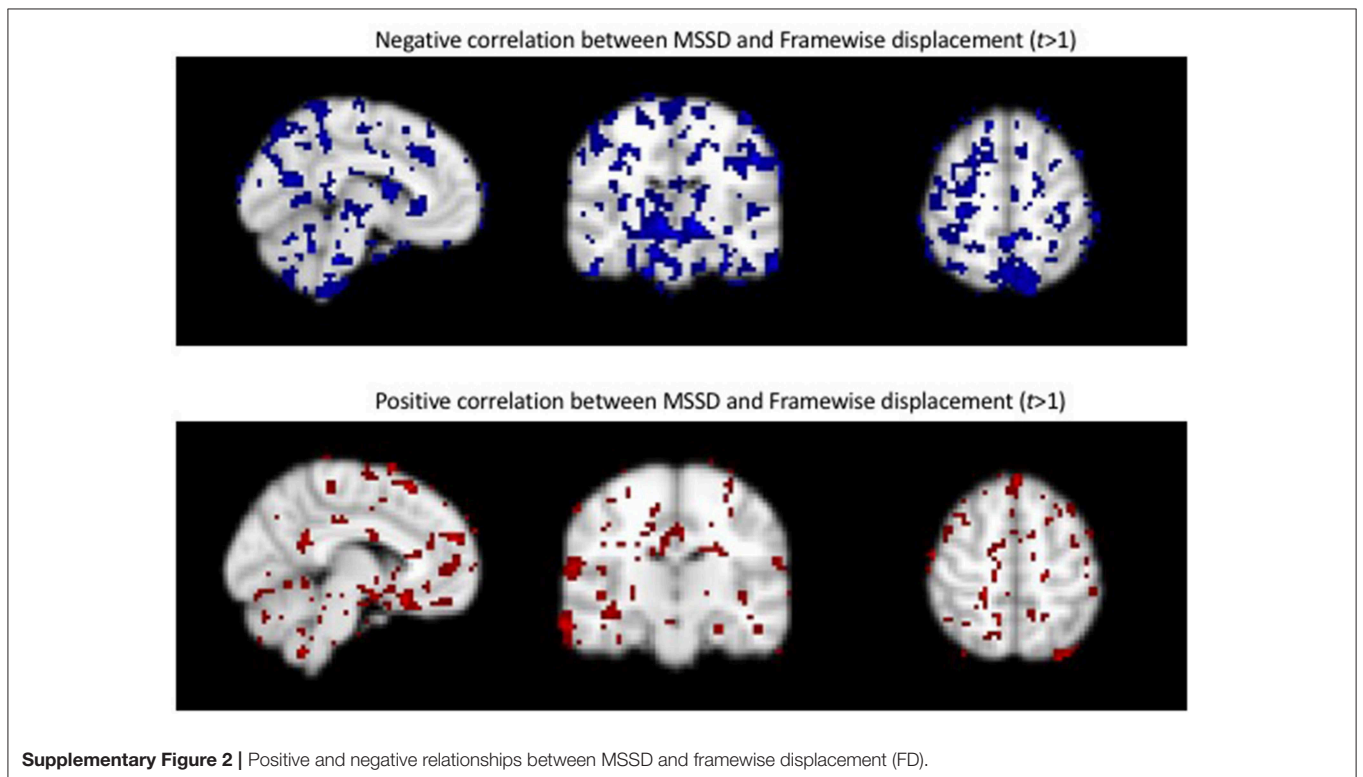 Negative correlation between MSSD and Framewise displacement (t>1)
Positive correlation between MSSD and Framewise displacement (t>1)
Supplementary Figure 2 | Positive and negative relationships between MSSD and framewise displacement (FD).